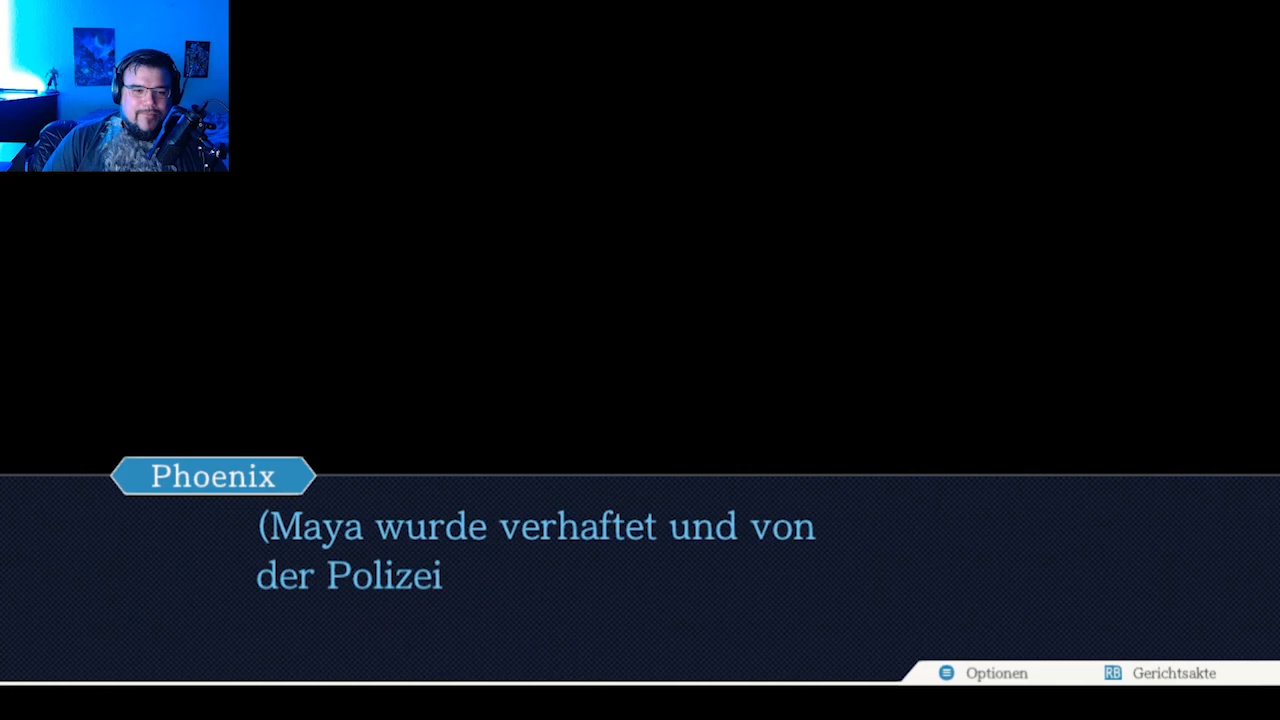 Phoenix
(Maya wurde verhaftet und von
der Polizei
Optionen
RB Gerichtsakte